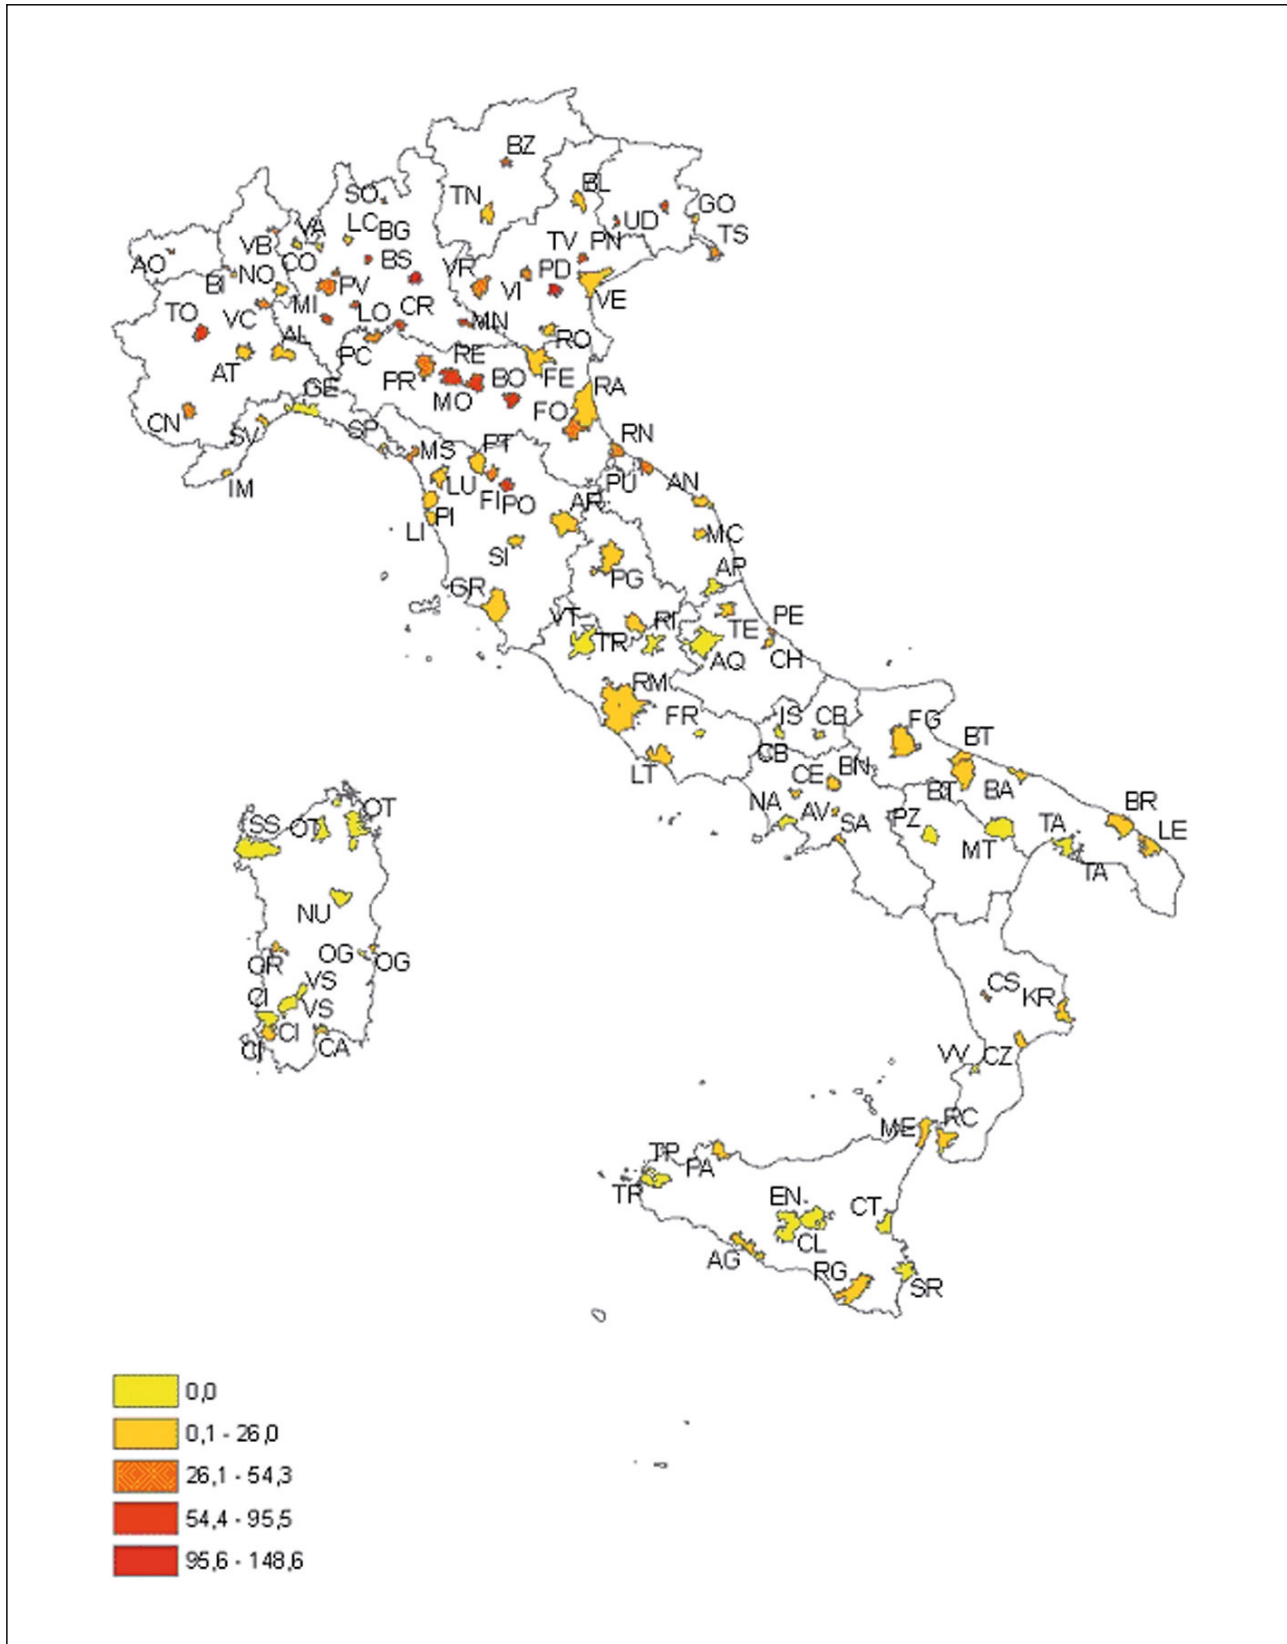 BZ
SO
TN
BL
GO
VA
LC
BG
UD
TS
VB
TV
PN
AO
CO
BS
VR
PD
BI
NO
PV
VI
VE
TO
MI
LO
CR
MN
VC
AL
RO
AT
PC
RE
FE
PR
BO
RA
GE
MO
FO
CN
SV
SP
MS
PT
RN
IM
LU
FI
PO
PU
AN
LI
PI
AR
MC
SI
AP
GR
PG
VT
TR
RI
TE
PE
AQ
CH
RM
FR
IS
CB
FG
CB
BT
LT
CE
BN
BT
BA
NA
AV
SA
PZ
MT
TA
BR
LE
TA
SS
OT
OT
NU
OR
OG
OG
VS
CI
VS
CI
CI
CA
CS
KR
VV
CZ
ME
RC
TP
PA
TP
EN
CT
CL
AG
RG
SR
0,0
0,1 - 26,0
26,1 - 54,3
54,4 - 95,5
95,6 - 148,6